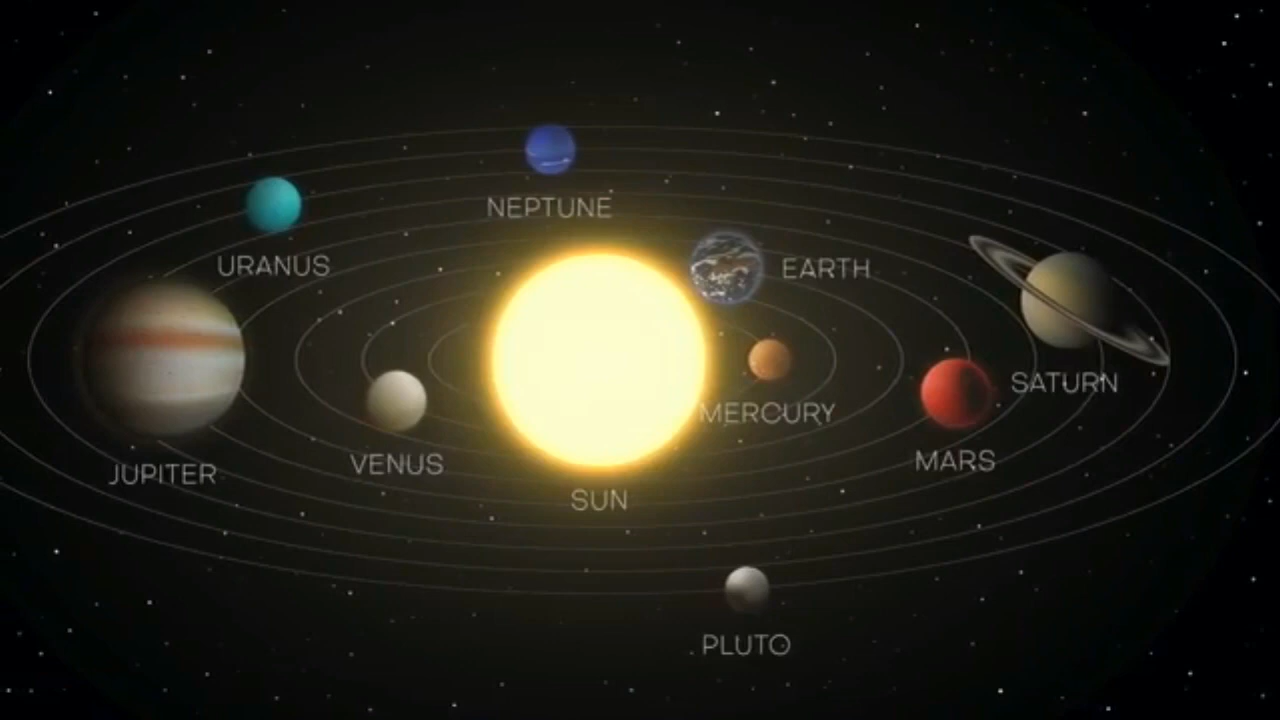 NEPTUNE
URANUS
EARTH
SATURN
MERCURY
MARS
VENUS
JUPITER
SUN
PLUTO